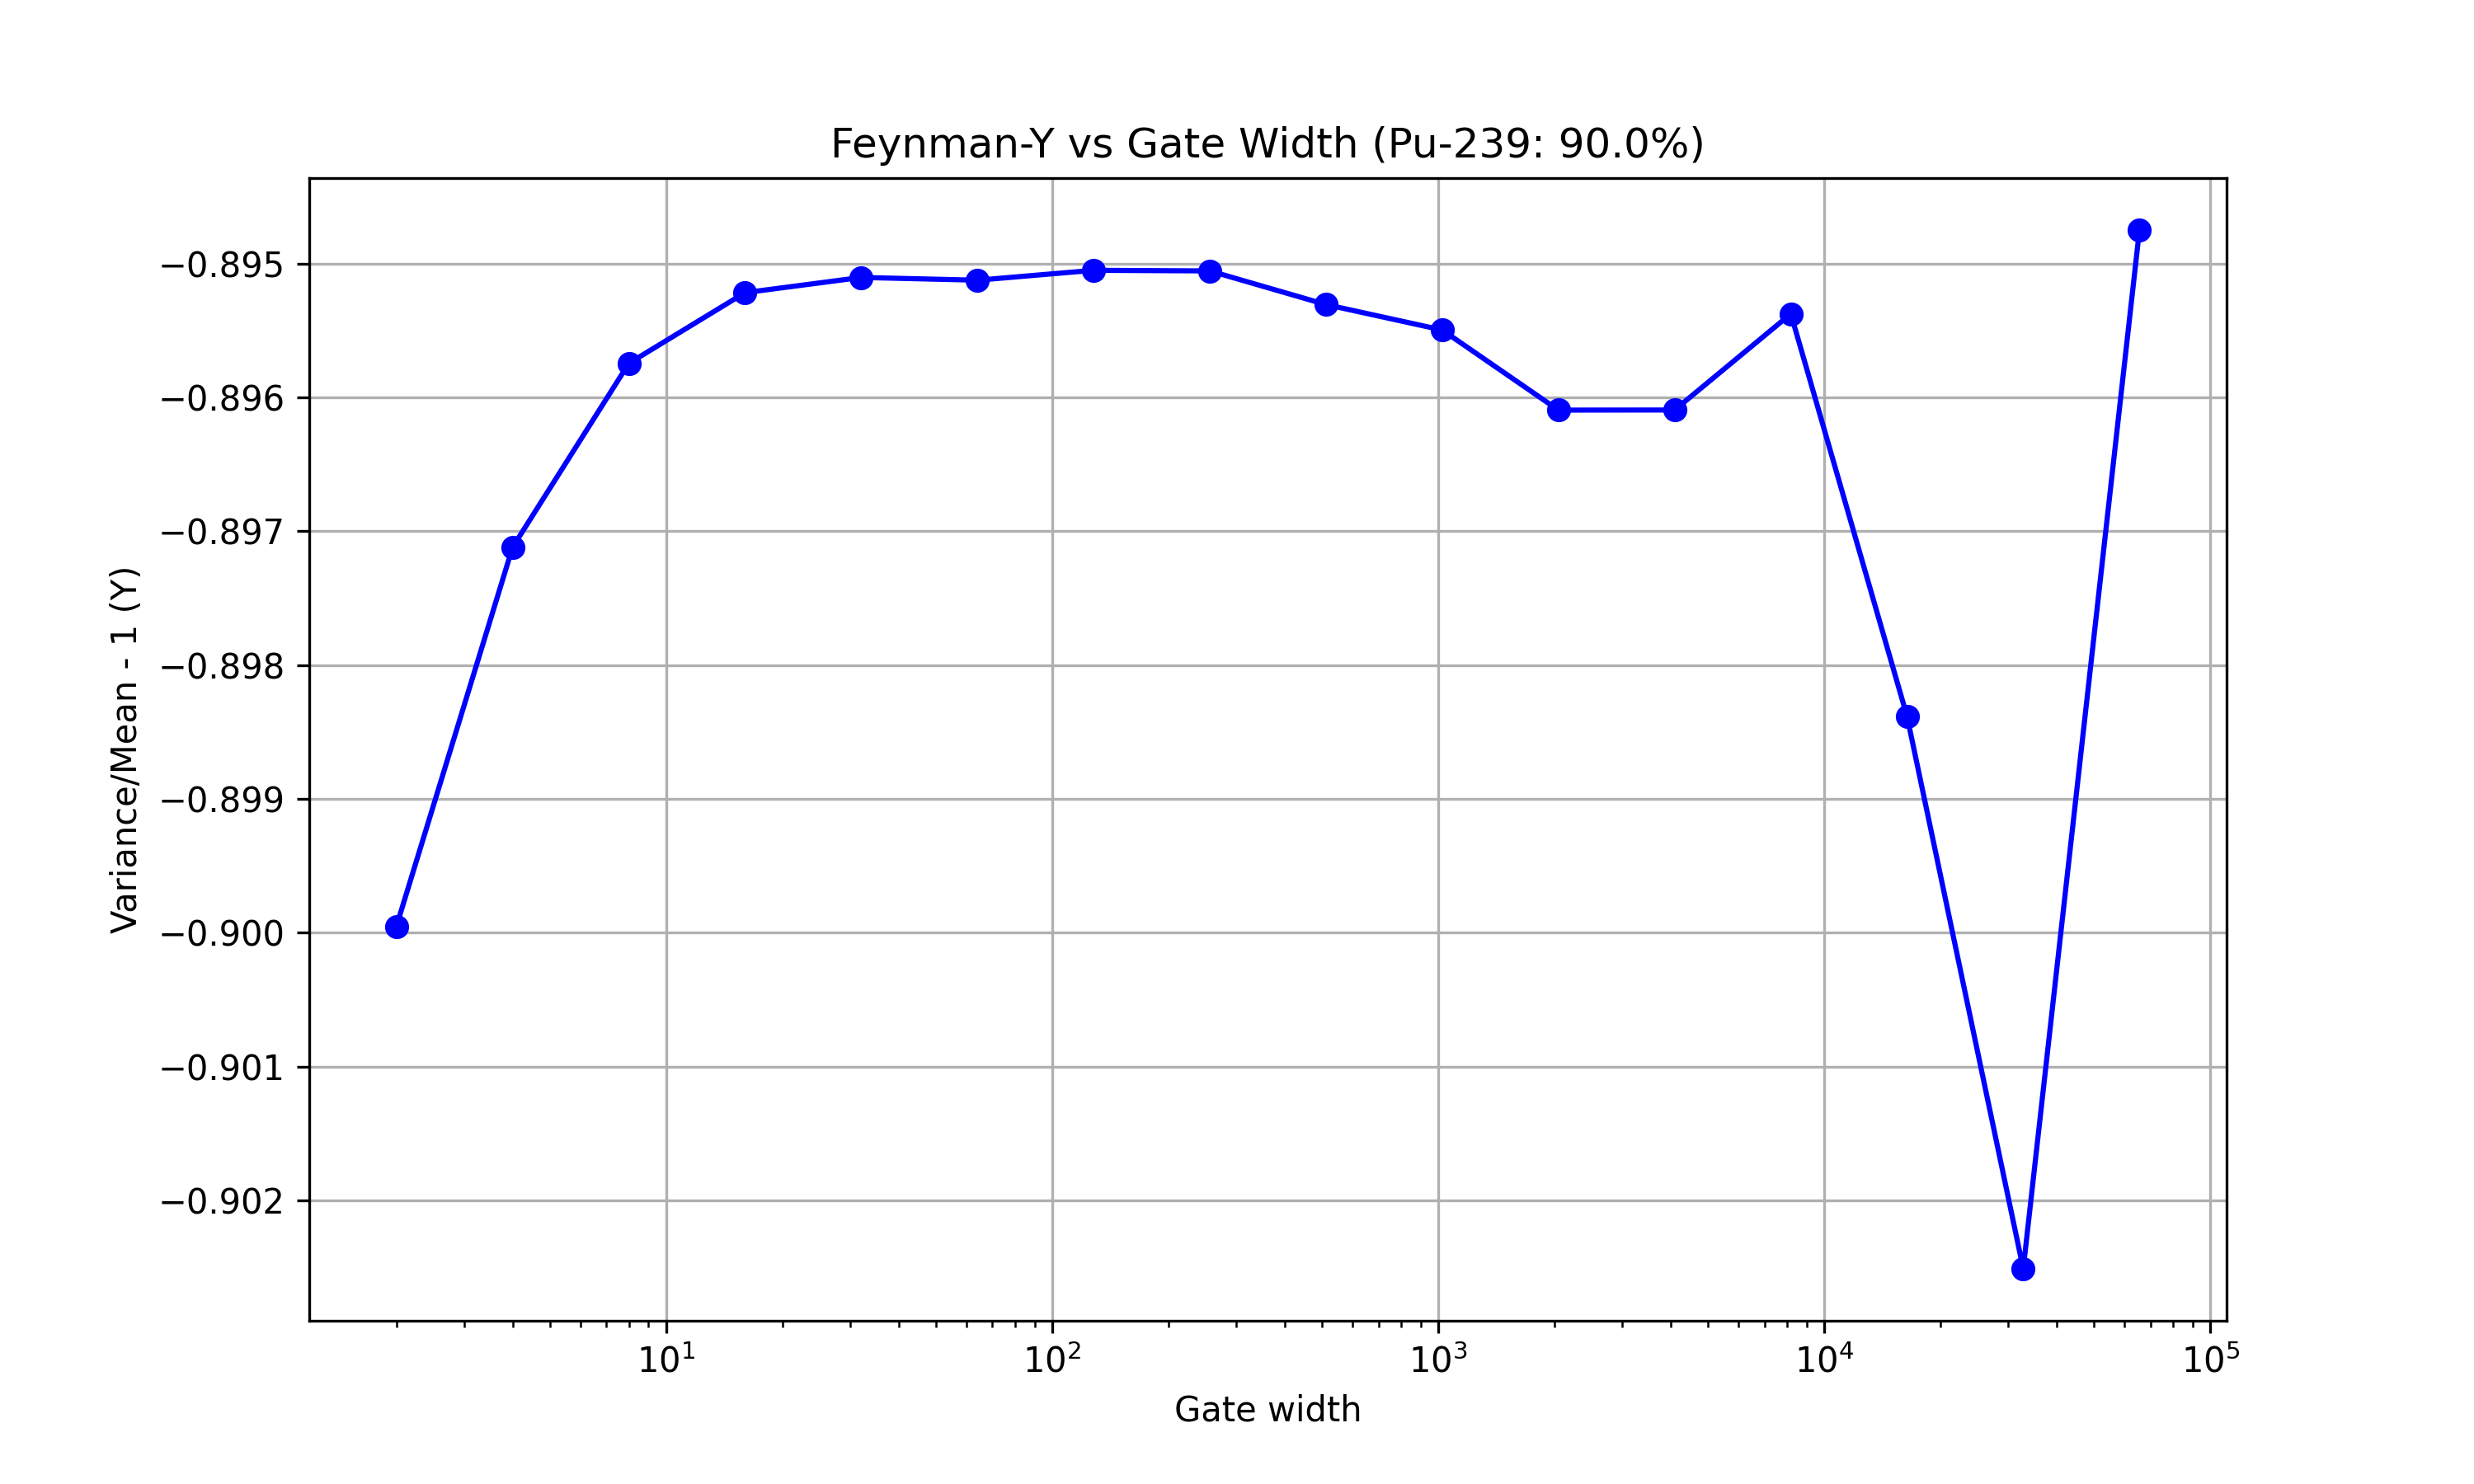 Feynman-Y vs Gate Width (Pu-239: 90.0%)
Variance/Mean - 1 (Y)
−0.895
−0.896
−0.897
−0.898
−0.899
−0.900
−0.901
−0.902
10¹ 10² 10³ 10⁴ 10⁵
Gate width